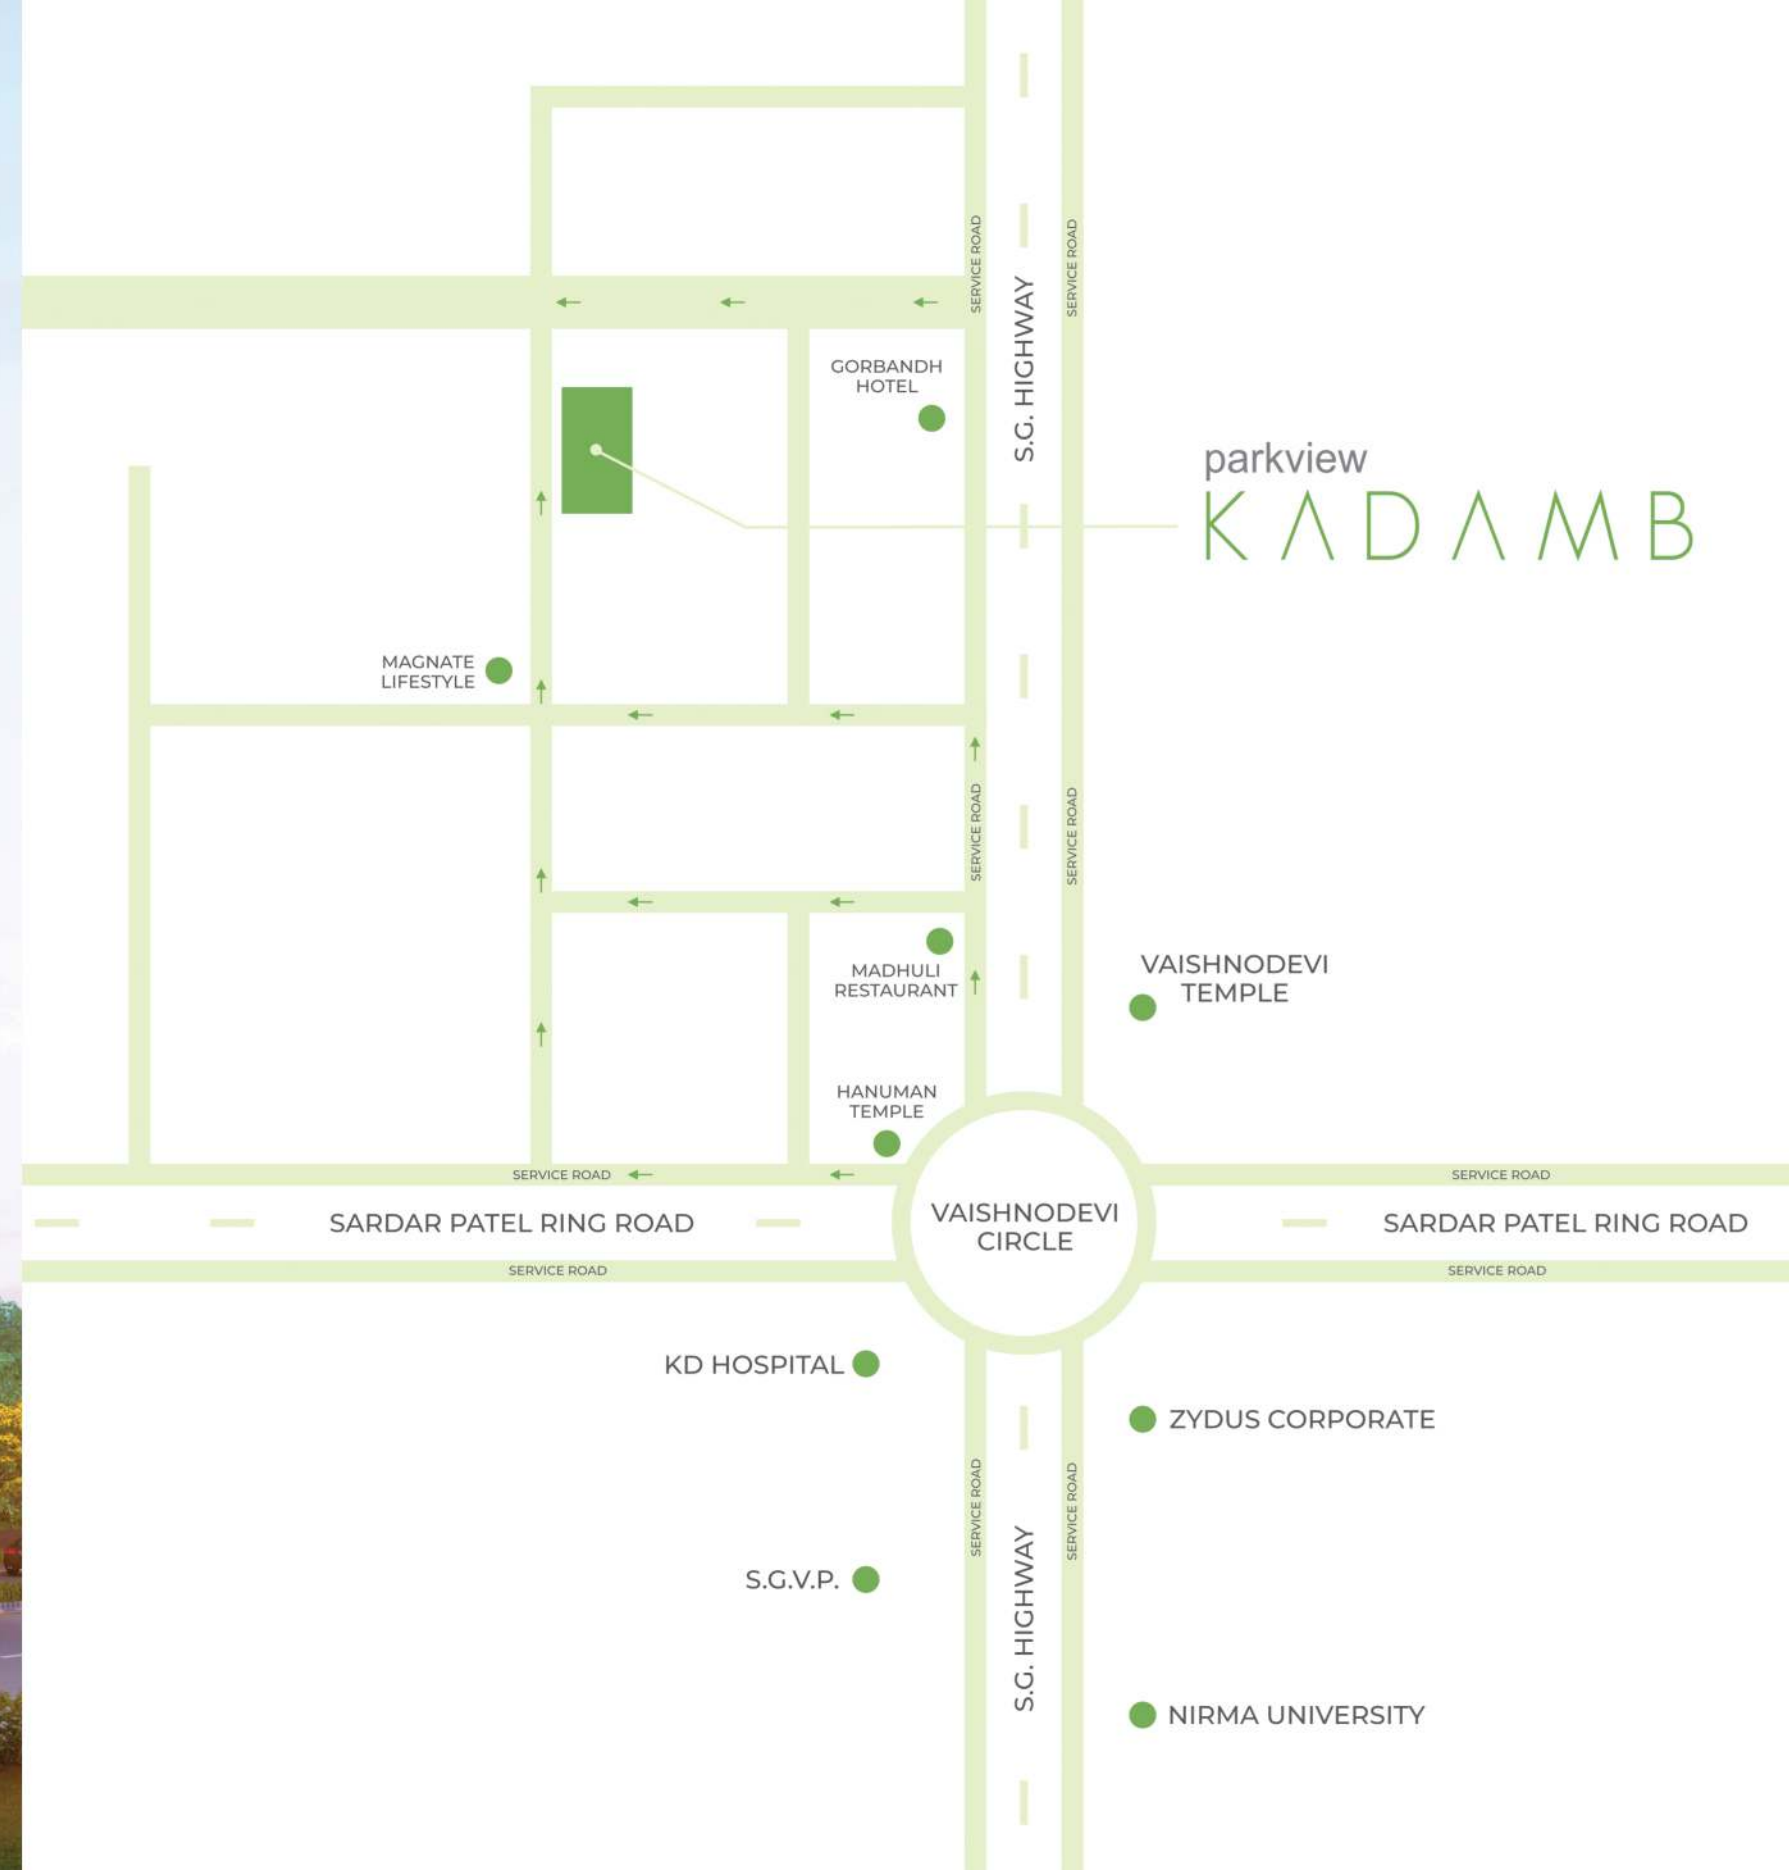 SERVICE ROAD
SERVICE ROAD
S.G. HIGHWAY
GORBANDH
HOTEL
parkview
KADAMB
MAGNATE
LIFESTYLE
SERVICE ROAD
SERVICE ROAD
MADHULI
RESTAURANT
VAISHNODEVI
TEMPLE
HANUMAN
TEMPLE
SERVICE ROAD
SERVICE ROAD
SARDAR PATEL RING ROAD
VAISHNODEVI
CIRCLE
SARDAR PATEL RING ROAD
SERVICE ROAD
SERVICE ROAD
KD HOSPITAL
ZYDUS CORPORATE
SERVICE ROAD
SERVICE ROAD
S.G. HIGHWAY
S.G.V.P.
NIRMA UNIVERSITY